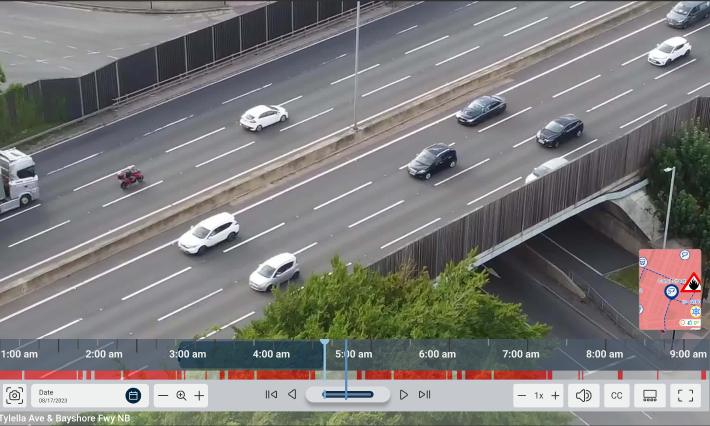 1:00 am 2:00 am 3:00 am 4:00 am 5:00 am 6:00 am 7:00 am 8:00 am 9:00 am
Date
08/17/2023
1x
CC
Tylella Ave & Bayshore Fwy NB